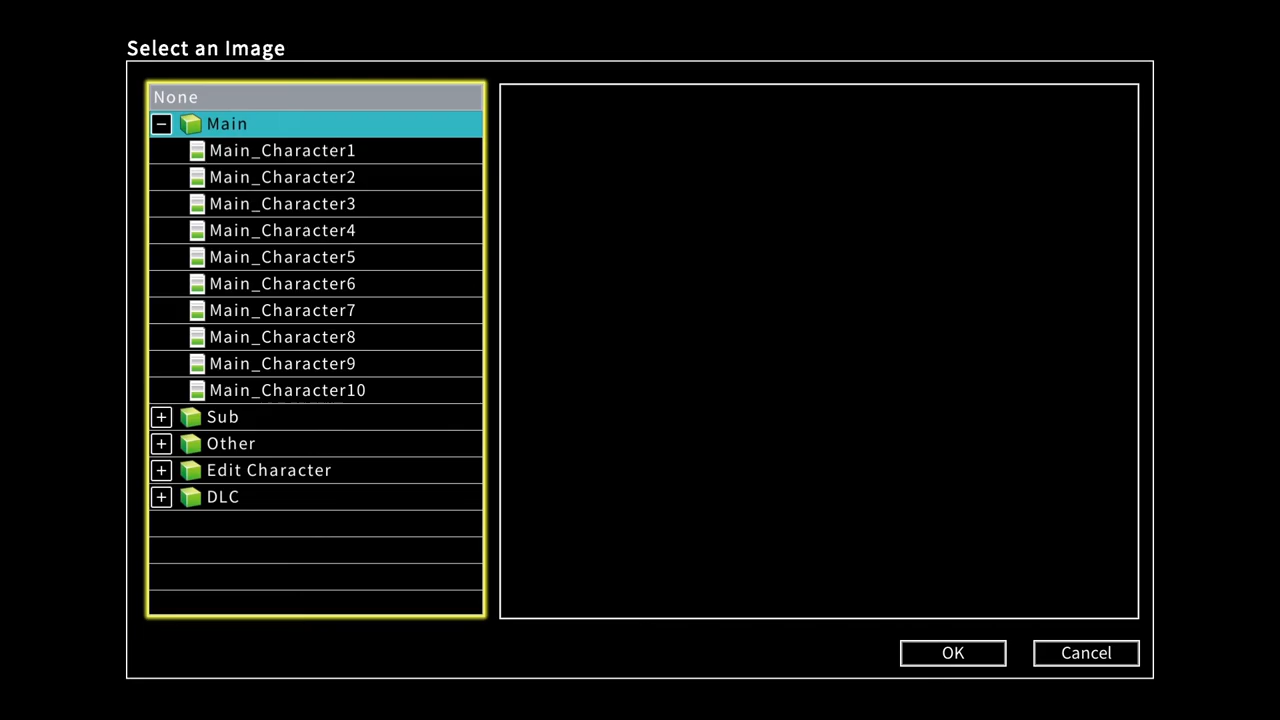 Select an Image
None
Main
Main_Character1
Main_Character2
Main_Character3
Main_Character4
Main_Character5
Main_Character6
Main_Character7
Main_Character8
Main_Character9
Main_Character10
Sub
Other
Edit Character
DLC
OK
Cancel